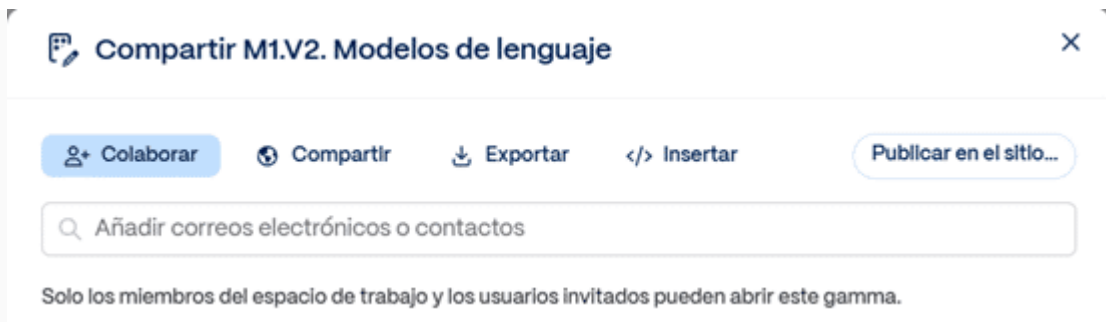 Compartir M1.V2. Modelos de lenguaje
Colaborar Compartir Exportar </> Insertar Publicar en el sitio...
Añadir correos electrónicos o contactos
Solo los miembros del espacio de trabajo y los usuarios invitados pueden abrir este gamma.